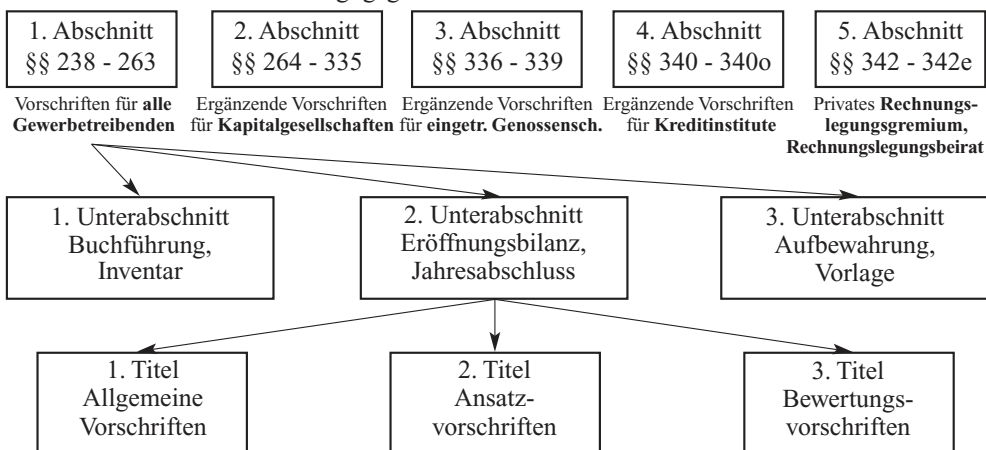 1. Abschnitt
§§ 238 - 263
2. Abschnitt
§§ 264 - 335
3. Abschnitt
§§ 336 - 339
4. Abschnitt
§§ 340 - 340o
5. Abschnitt
§§ 342 - 342e
Vorschriften für alle
Gewerbetreibenden
Ergänzende Vorschriften
für Kapitalgesellschaften
Ergänzende Vorschriften
für eingetr. Genossensch.
Ergänzende Vorschriften
für Kreditinstitute
Privates Rechnungs-
legungsgremium,
Rechnungslegungsbeirat
1. Unterabschnitt
Buchführung,
Inventar
2. Unterabschnitt
Eröffnungsbilanz,
Jahresabschluss
3. Unterabschnitt
Aufbewahrung,
Vorlage
1. Titel
Allgemeine
Vorschriften
2. Titel
Ansatz-
vorschriften
3. Titel
Bewertungs-
vorschriften